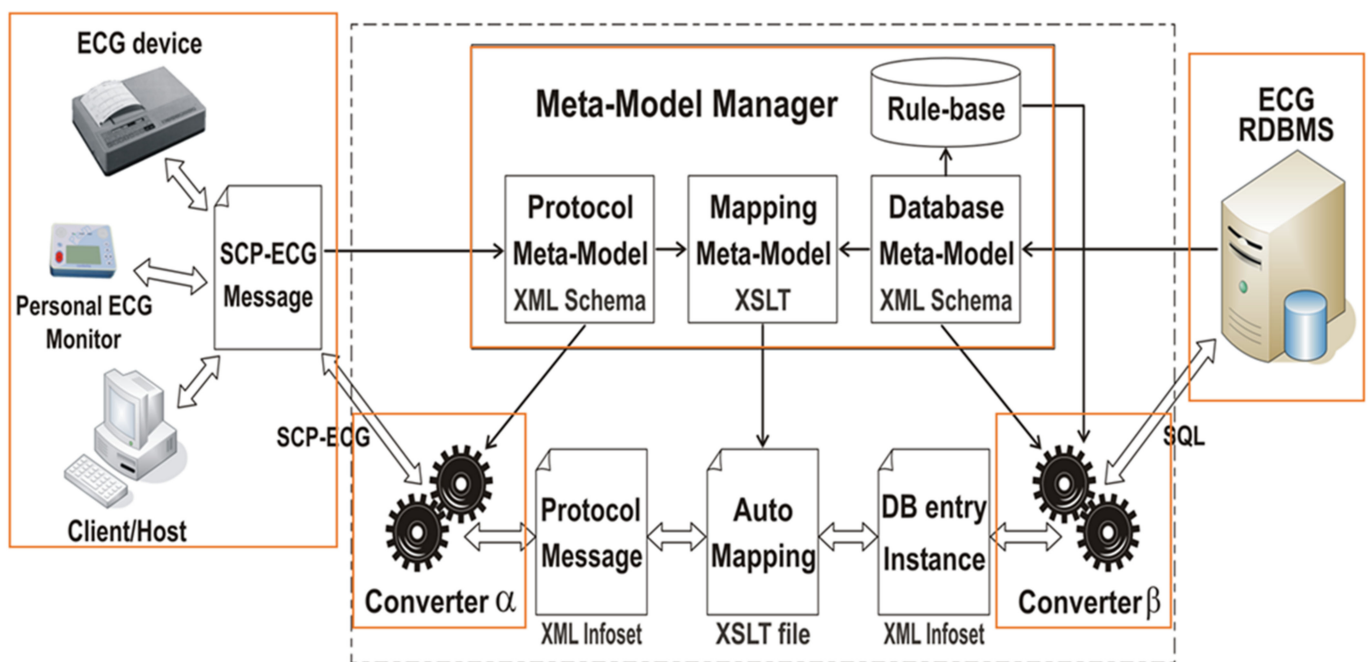 ECG device
Personal ECG
Monitor
Client/Host
SCP-ECG
Message
SCP-ECG
Meta-Model Manager
Rule-base
Protocol
Meta-Model
XML Schema
Mapping
Meta-Model
XSLT
Database
Meta-Model
XML Schema
ECG
RDBMS
SQL
Converter α
Protocol
Message
XML Infoset
Auto
Mapping
XSLT file
DB entry
Instance
XML Infoset
Converter β